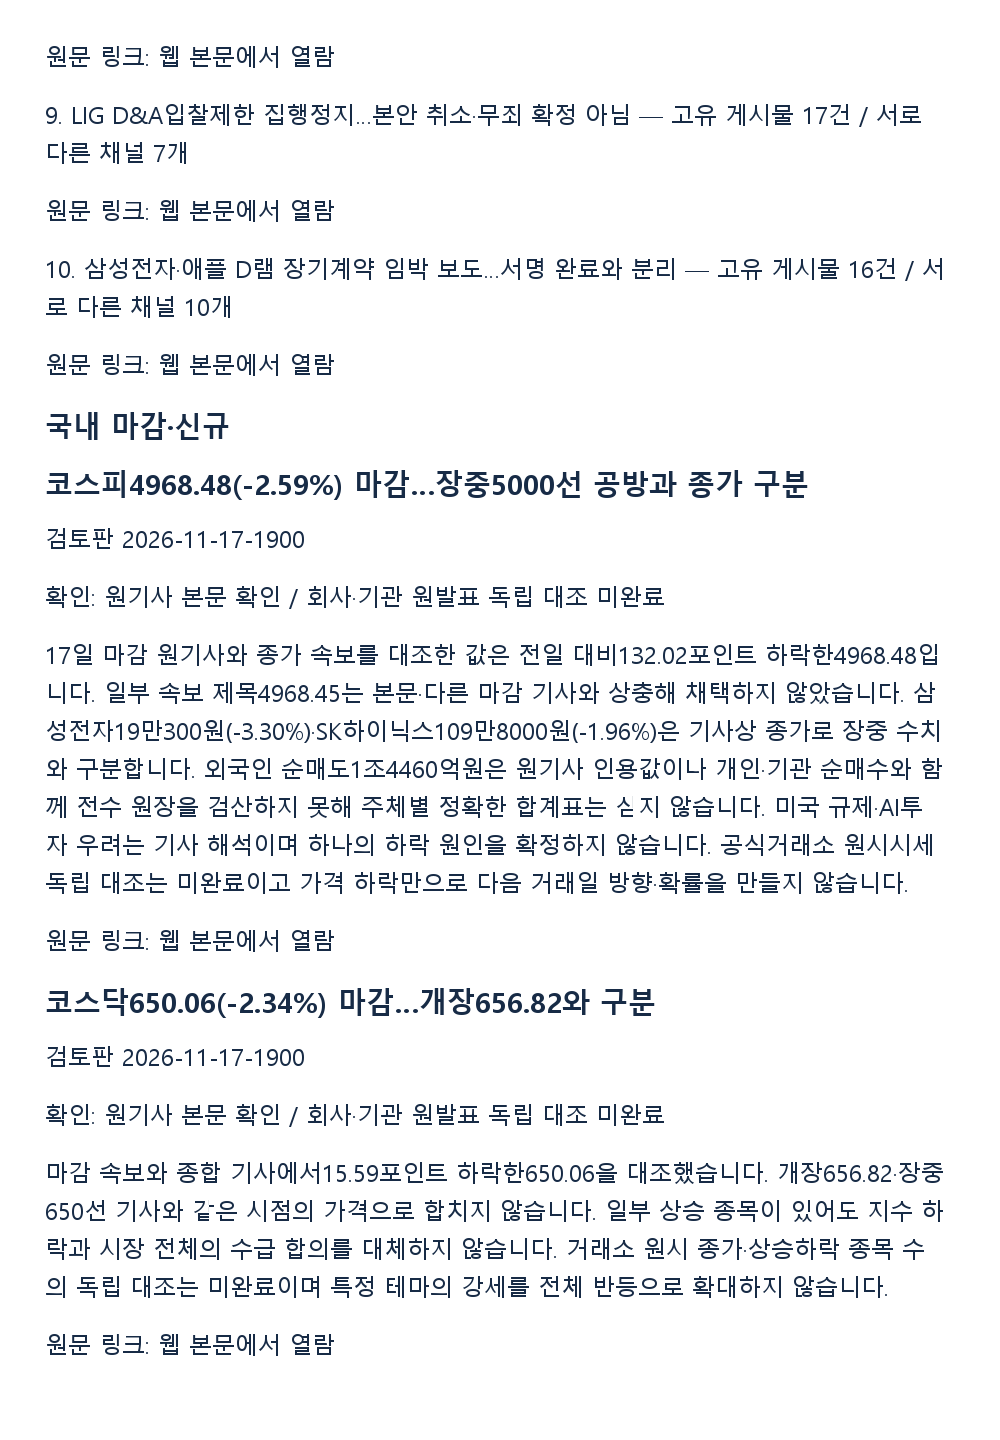 원문 링크: 웹 본문에서 열람
9. LIG D&A입찰제한 집행정지...본안 취소·무죄 확정 아님 — 고유 게시물 17건 / 서로
다른 채널 7개
원문 링크: 웹 본문에서 열람
10. 삼성전자·애플 D램 장기계약 임박 보도...서명 완료와 분리 — 고유 게시물 16건 / 서
로 다른 채널 10개
원문 링크: 웹 본문에서 열람
국내 마감·신규
코스피4968.48(-2.59%) 마감...장중5000선 공방과 종가 구분
검토판 2026-11-17-1900
확인: 원기사 본문 확인 / 회사·기관 원발표 독립 대조 미완료
17일 마감 원기사와 종가 속보를 대조한 값은 전일 대비132.02포인트 하락한4968.48입
니다. 일부 속보 제목4968.45는 본문·다른 마감 기사와 상충해 채택하지 않았습니다. 삼
성전자19만300원(-3.30%)·SK하이닉스109만8000원(-1.96%)은 기사상 종가로 장중 수치
와 구분합니다. 외국인 순매도1조4460억원은 원기사 인용값이나 개인·기관 순매수와 함
께 전수 원장을 검산하지 못해 주체별 정확한 합계표는 싣지 않습니다. 미국 규제·AI투
자 우려는 기사 해석이며 하나의 하락 원인을 확정하지 않습니다. 공식거래소 원시시세
독립 대조는 미완료이고 가격 하락만으로 다음 거래일 방향·확률을 만들지 않습니다.
원문 링크: 웹 본문에서 열람
코스닥650.06(-2.34%) 마감...개장656.82와 구분
검토판 2026-11-17-1900
확인: 원기사 본문 확인 / 회사·기관 원발표 독립 대조 미완료
마감 속보와 종합 기사에서15.59포인트 하락한650.06을 대조했습니다. 개장656.82·장중
650선 기사와 같은 시점의 가격으로 합치지 않습니다. 일부 상승 종목이 있어도 지수 하
락과 시장 전체의 수급 합의를 대체하지 않습니다. 거래소 원시 종가·상승하락 종목 수
의 독립 대조는 미완료이며 특정 테마의 강세를 전체 반등으로 확대하지 않습니다.
원문 링크: 웹 본문에서 열람